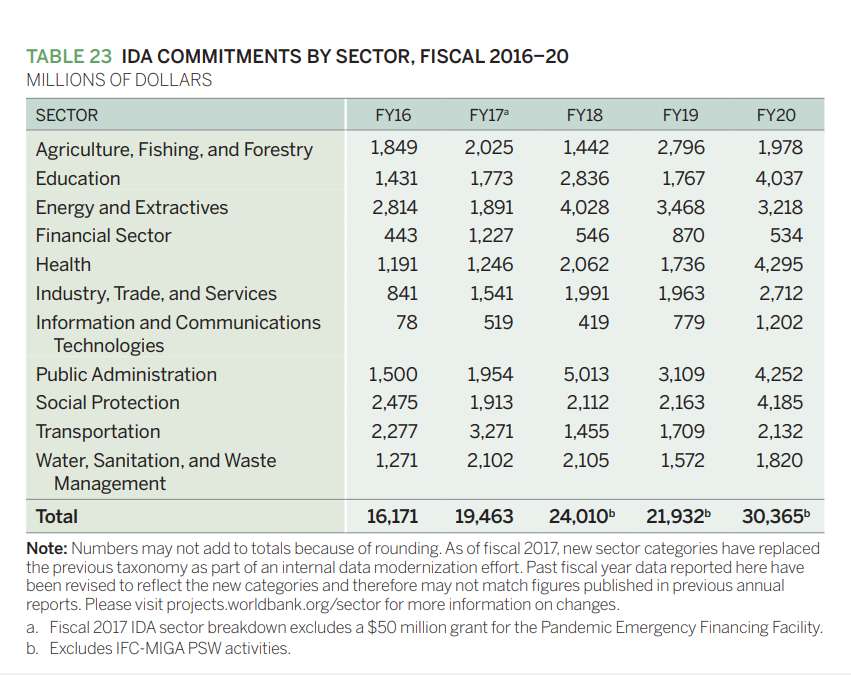 TABLE 23 IDA COMMITMENTS BY SECTOR, FISCAL 2016–20
MILLIONS OF DOLLARS
SECTOR FY16 FY17ᵃ FY18 FY19 FY20
Agriculture, Fishing, and Forestry 1,849 2,025 1,442 2,796 1,978
Education 1,431 1,773 2,836 1,767 4,037
Energy and Extractives 2,814 1,891 4,028 3,468 3,218
Financial Sector 443 1,227 546 870 534
Health 1,191 1,246 2,062 1,736 4,295
Industry, Trade, and Services 841 1,541 1,991 1,963 2,712
Information and Communications 78 519 419 779 1,202
Technologies
Public Administration 1,500 1,954 5,013 3,109 4,252
Social Protection 2,475 1,913 2,112 2,163 4,185
Transportation 2,277 3,271 1,455 1,709 2,132
Water, Sanitation, and Waste 1,271 2,102 2,105 1,572 1,820
Management
Total 16,171 19,463 24,010ᵇ 21,932ᵇ 30,365ᵇ
Note: Numbers may not add to totals because of rounding. As of fiscal 2017, new sector categories have replaced
the previous taxonomy as part of an internal data modernization effort. Past fiscal year data reported here have
been revised to reflect the new categories and therefore may not match figures published in previous annual
reports. Please visit projects.worldbank.org/sector for more information on changes.
a. Fiscal 2017 IDA sector breakdown excludes a $50 million grant for the Pandemic Emergency Financing Facility.
b. Excludes IFC-MIGA PSW activities.